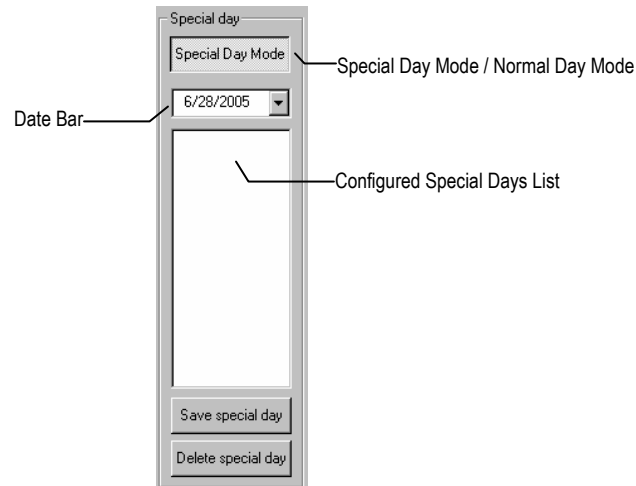 Special day
Special Day Mode
Special Day Mode / Normal Day Mode
6/28/2005
Date Bar
Configured Special Days List
Save special day
Delete special day